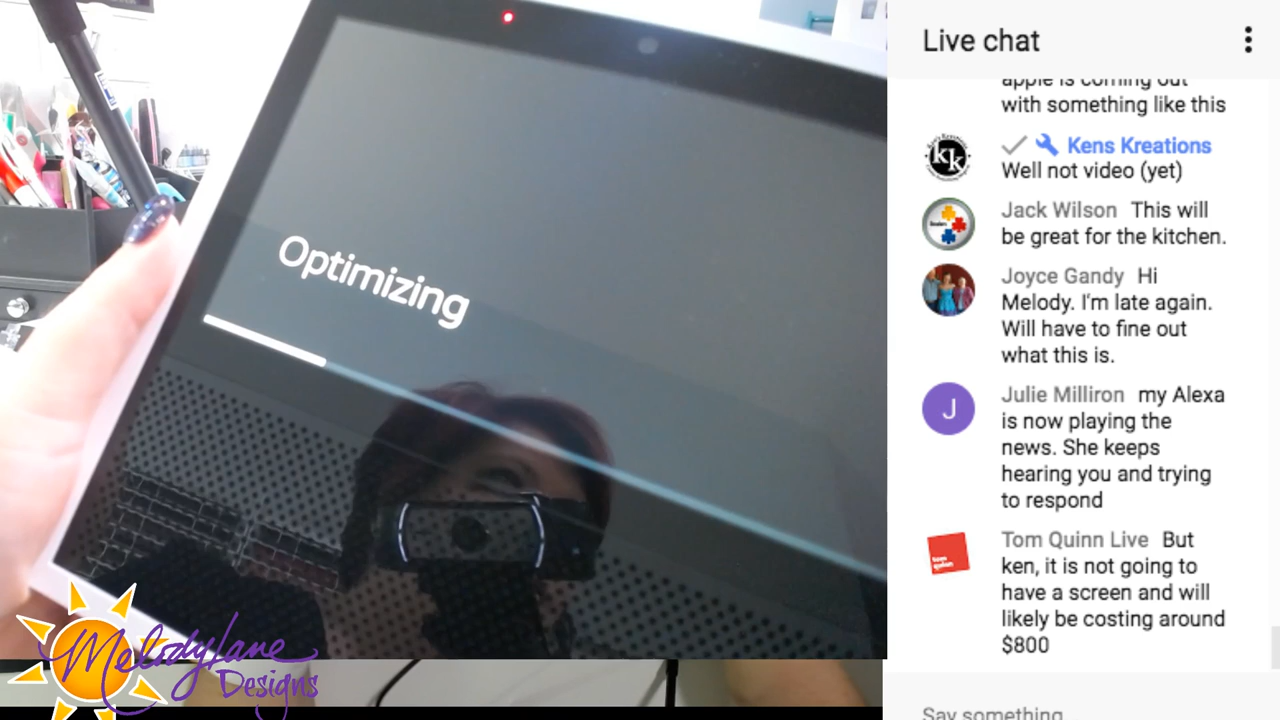 Optimizing
MelodyLane
Designs
Live chat
apple is coming out
with something like this
kk
Kens Kreations
Well not video (yet)
Jack Wilson This will
be great for the kitchen.
Joyce Gandy Hi
Melody. I'm late again.
Will have to fine out
what this is.
J
Julie Milliron my Alexa
is now playing the
news. She keeps
hearing you and trying
to respond
Tom Quinn Live But
ken, it is not going to
have a screen and will
likely be costing around
$800
Say something